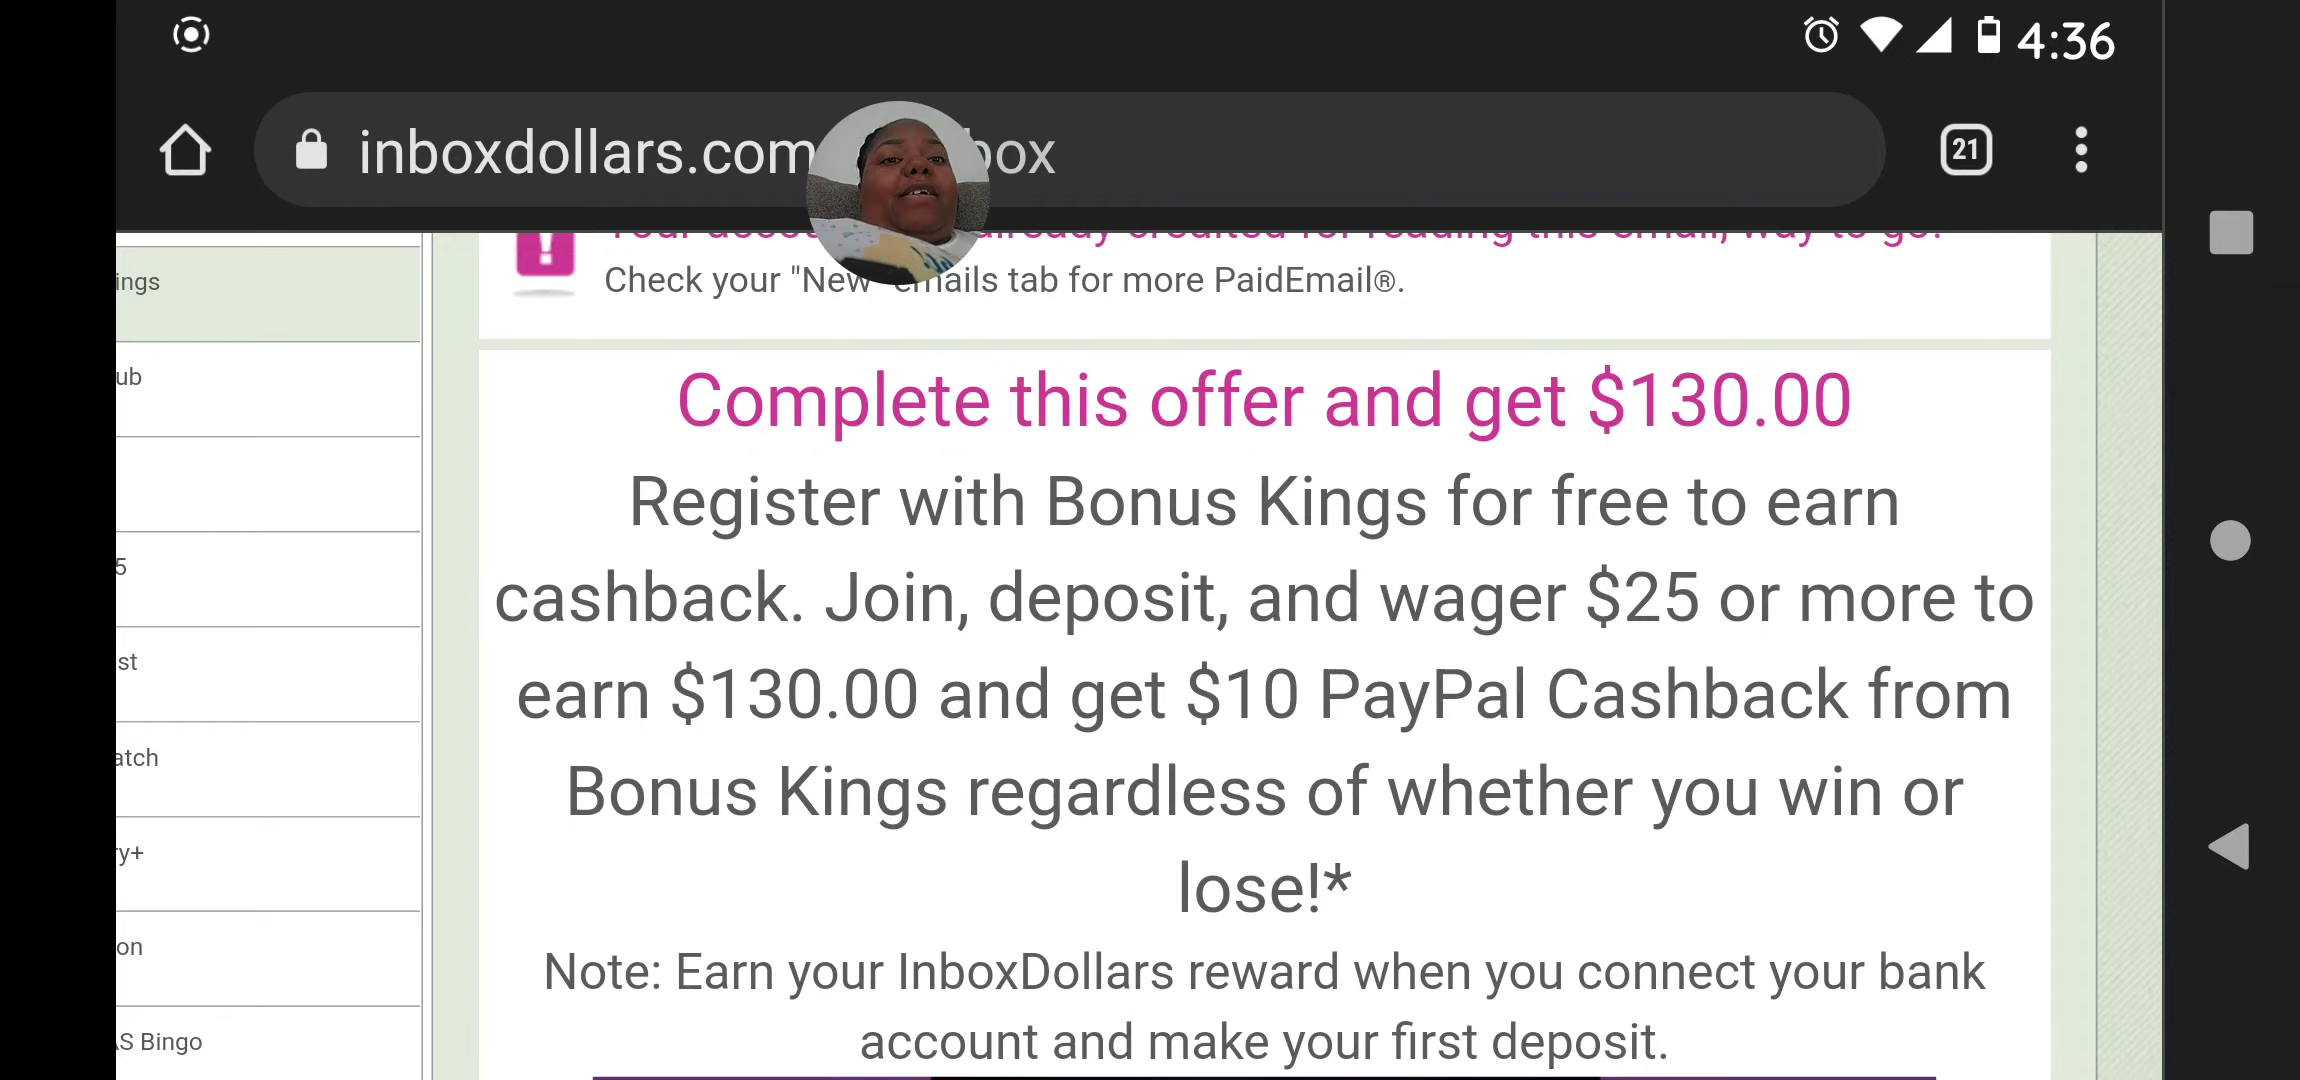 4:36
inboxdollars.com
21
Check your "New" emails tab for more PaidEmail®.
Complete this offer and get $130.00
Register with Bonus Kings for free to earn
cashback. Join, deposit, and wager $25 or more to
earn $130.00 and get $10 PayPal Cashback from
Bonus Kings regardless of whether you win or
lose!*
Note: Earn your InboxDollars reward when you connect your bank
account and make your first deposit.
ings
ub
5
st
atch
ry+
on
AS Bingo